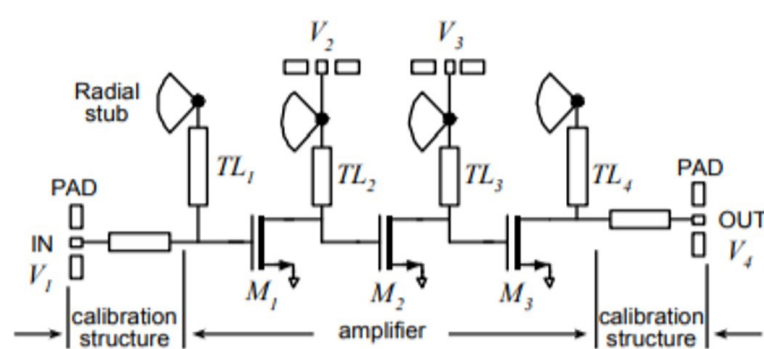 V2
V3
Radial
stub
TL1
TL2
TL3
TL4
PAD
PAD
IN
OUT
V1
V4
M1
M2
M3
calibration
structure
amplifier
calibration
structure